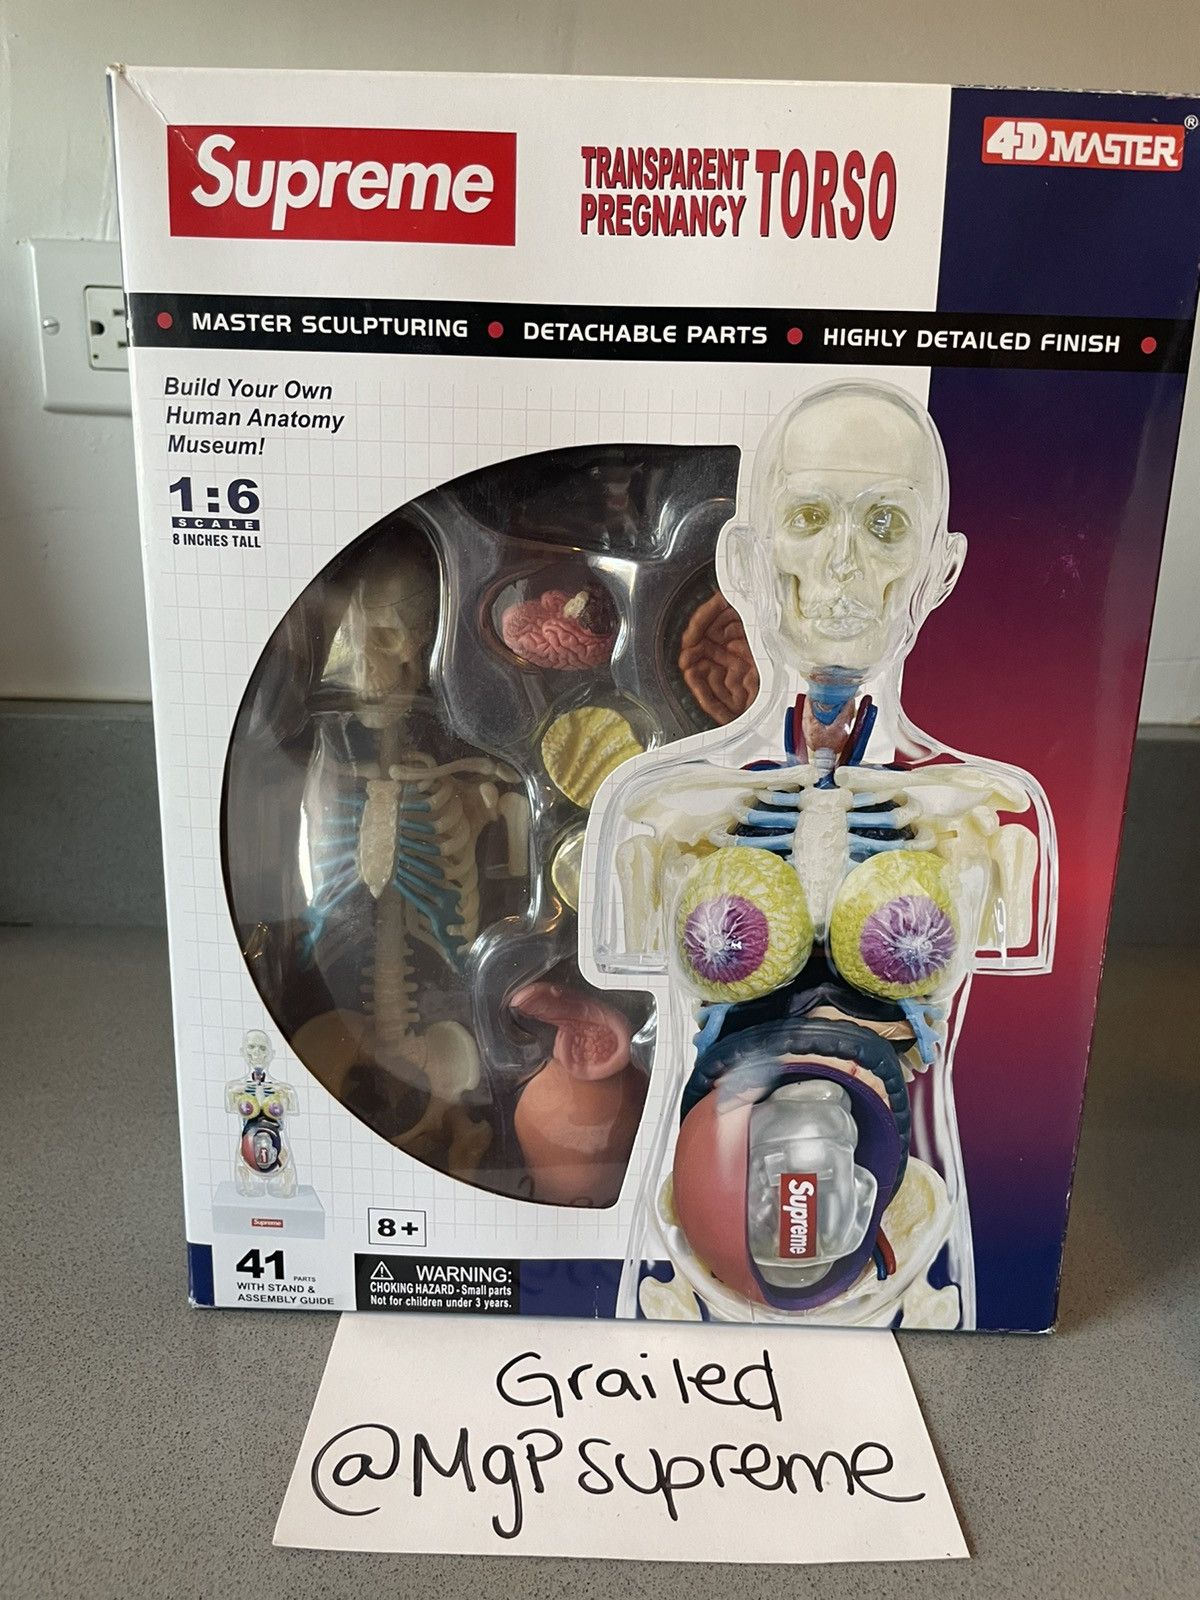 Supreme
TRANSPARENT
PREGNANCY TORSO
4D MASTER®
• MASTER SCULPTURING • DETACHABLE PARTS • HIGHLY DETAILED FINISH •
Build Your Own
Human Anatomy
Museum!
1:6
SCALE
8 INCHES TALL
Supreme
Supreme
8+
41 PARTS
WITH STAND &
ASSEMBLY GUIDE
WARNING:
CHOKING HAZARD - Small parts
Not for children under 3 years.
Grailed
@MgPsupreme